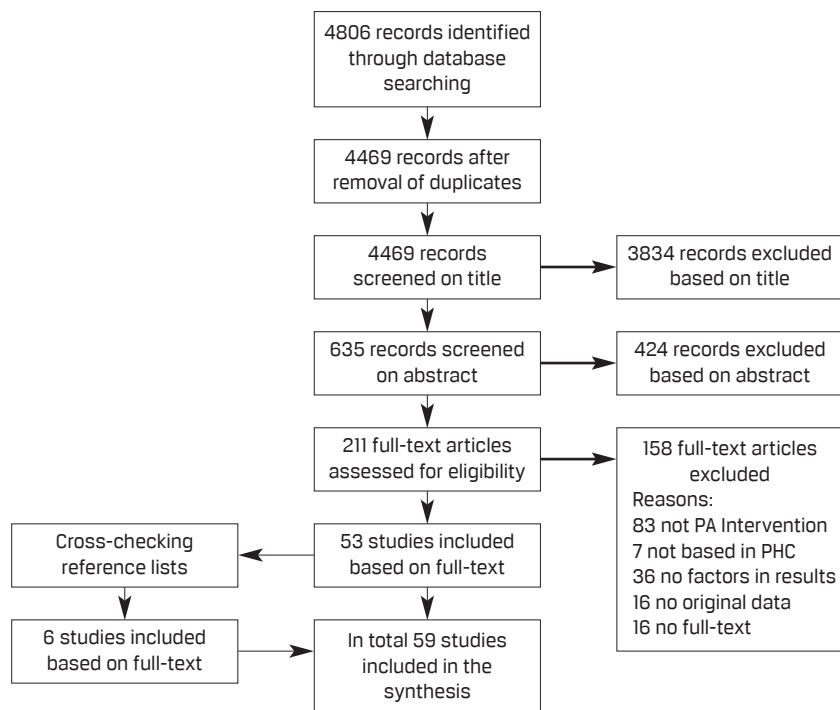 4806 records identified
through database
searching
4469 records after
removal of duplicates
4469 records
screened on title
3834 records excluded
based on title
635 records screened
on abstract
424 records excluded
based on abstract
211 full-text articles
assessed for eligibility
158 full-text articles
excluded
Reasons:
83 not PA Intervention
7 not based in PHC
36 no factors in results
16 no original data
16 no full-text
53 studies included
based on full-text
Cross-checking
reference lists
6 studies included
based on full-text
In total 59 studies
included in the
synthesis